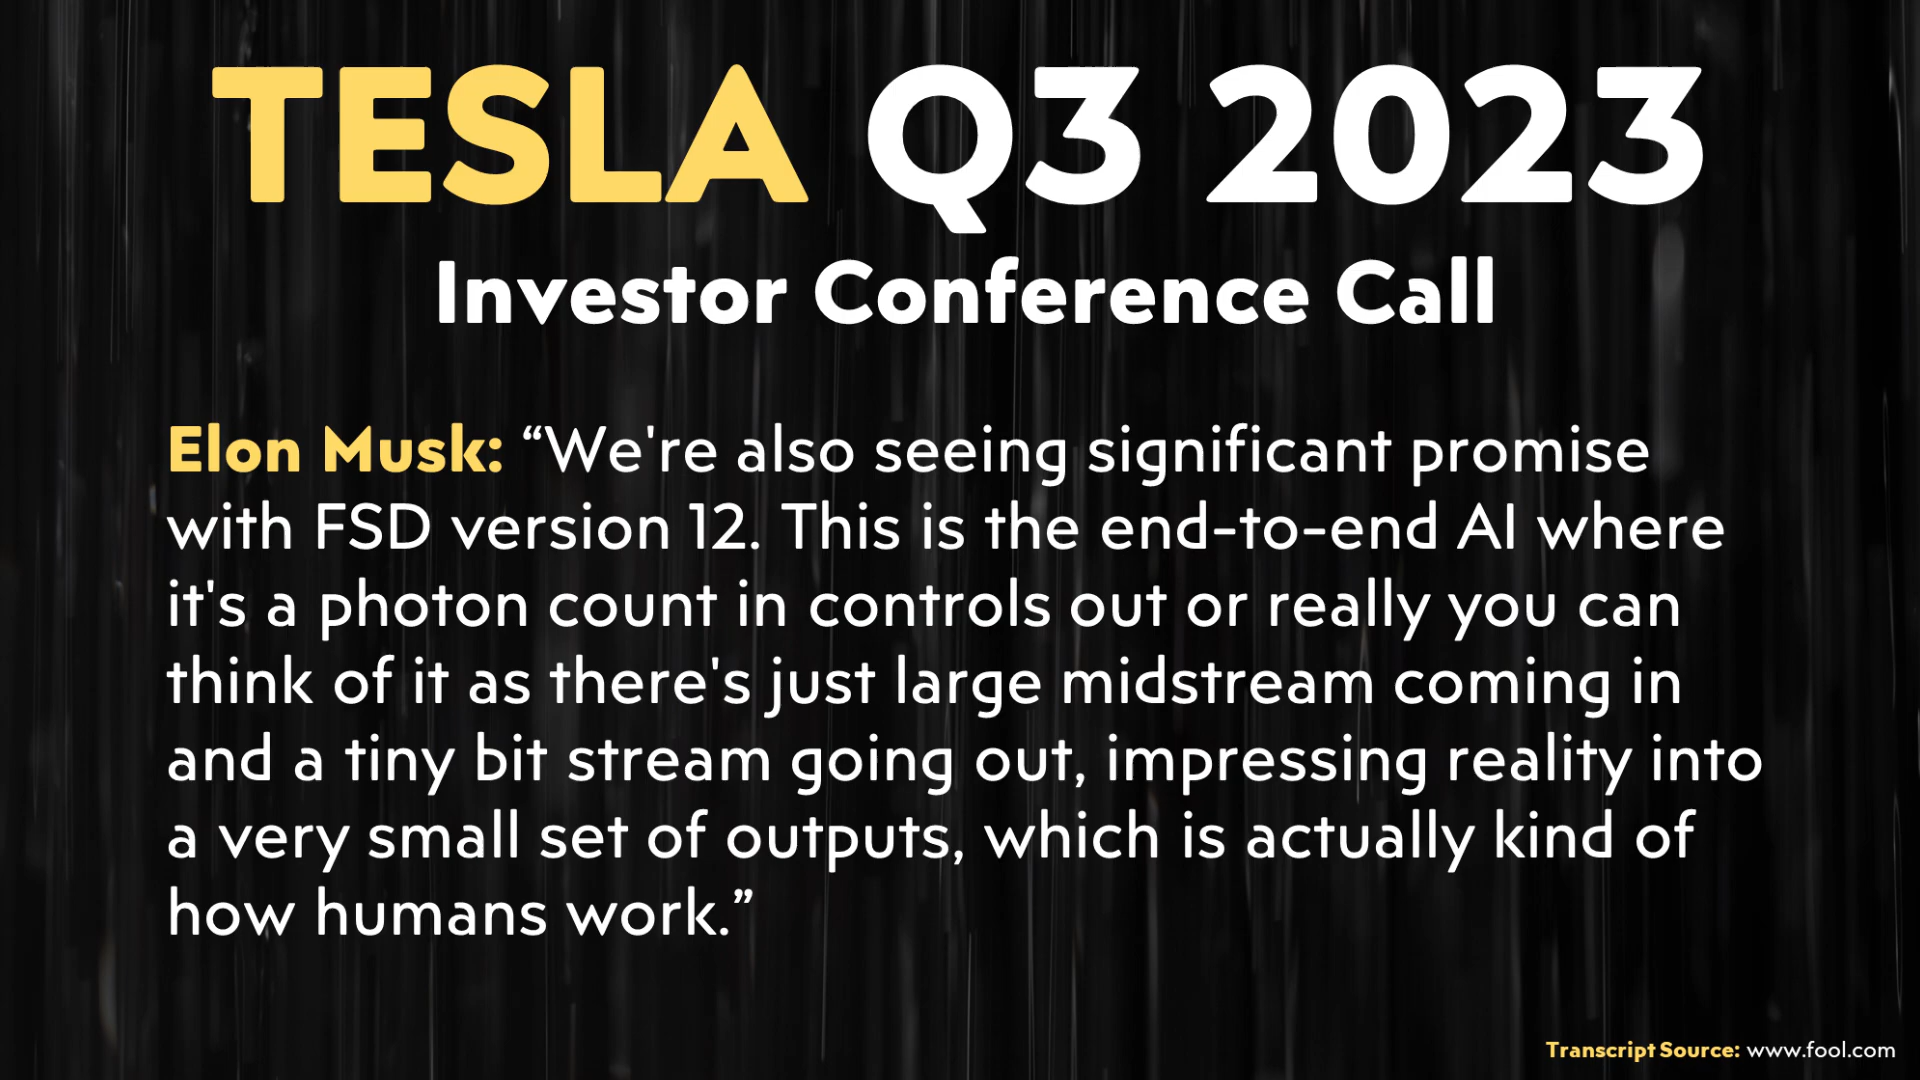 TESLA Q3 2023
Investor Conference Call
Elon Musk: “We're also seeing significant promise
with FSD version 12. This is the end-to-end AI where
it's a photon count in controls out or really you can
think of it as there's just large midstream coming in
and a tiny bit stream going out, impressing reality into
a very small set of outputs, which is actually kind of
how humans work.”
Transcript Source: www.fool.com